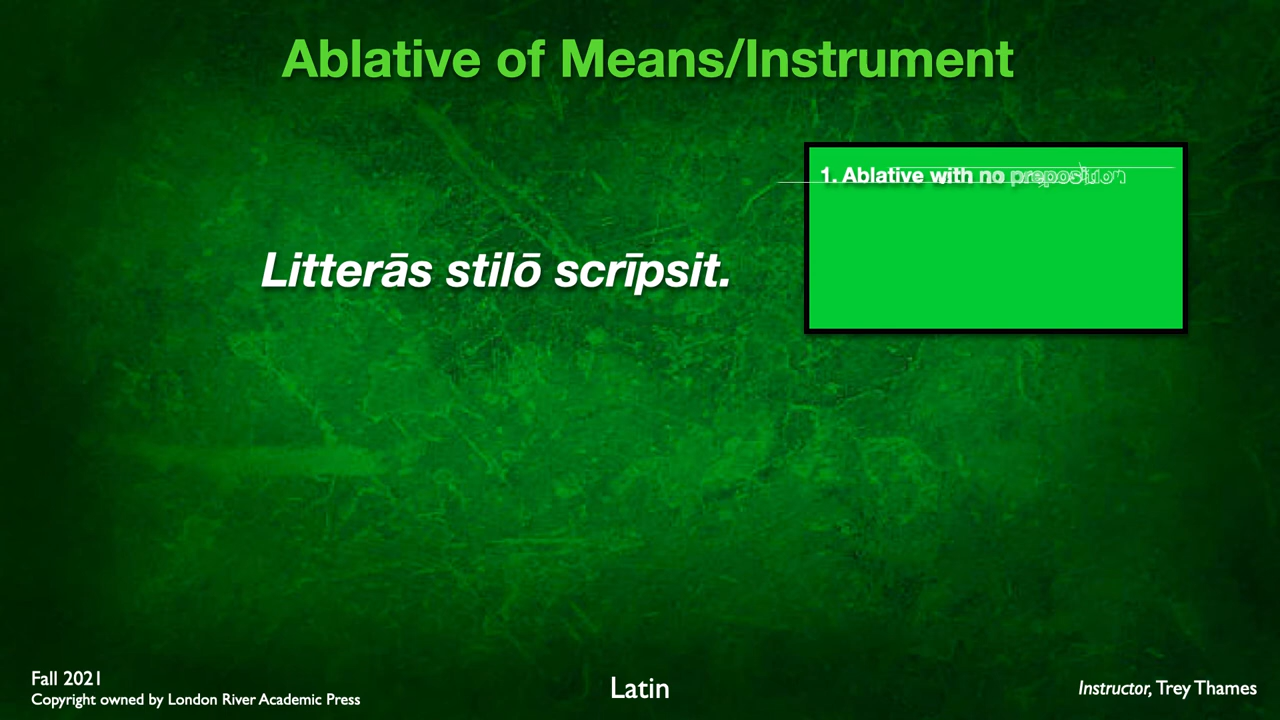 Ablative of Means/Instrument
1. Ablative with no preposition
Litterās stilō scrīpsit.
Fall 2021
Copyright owned by London River Academic Press
Latin
Instructor, Trey Thames